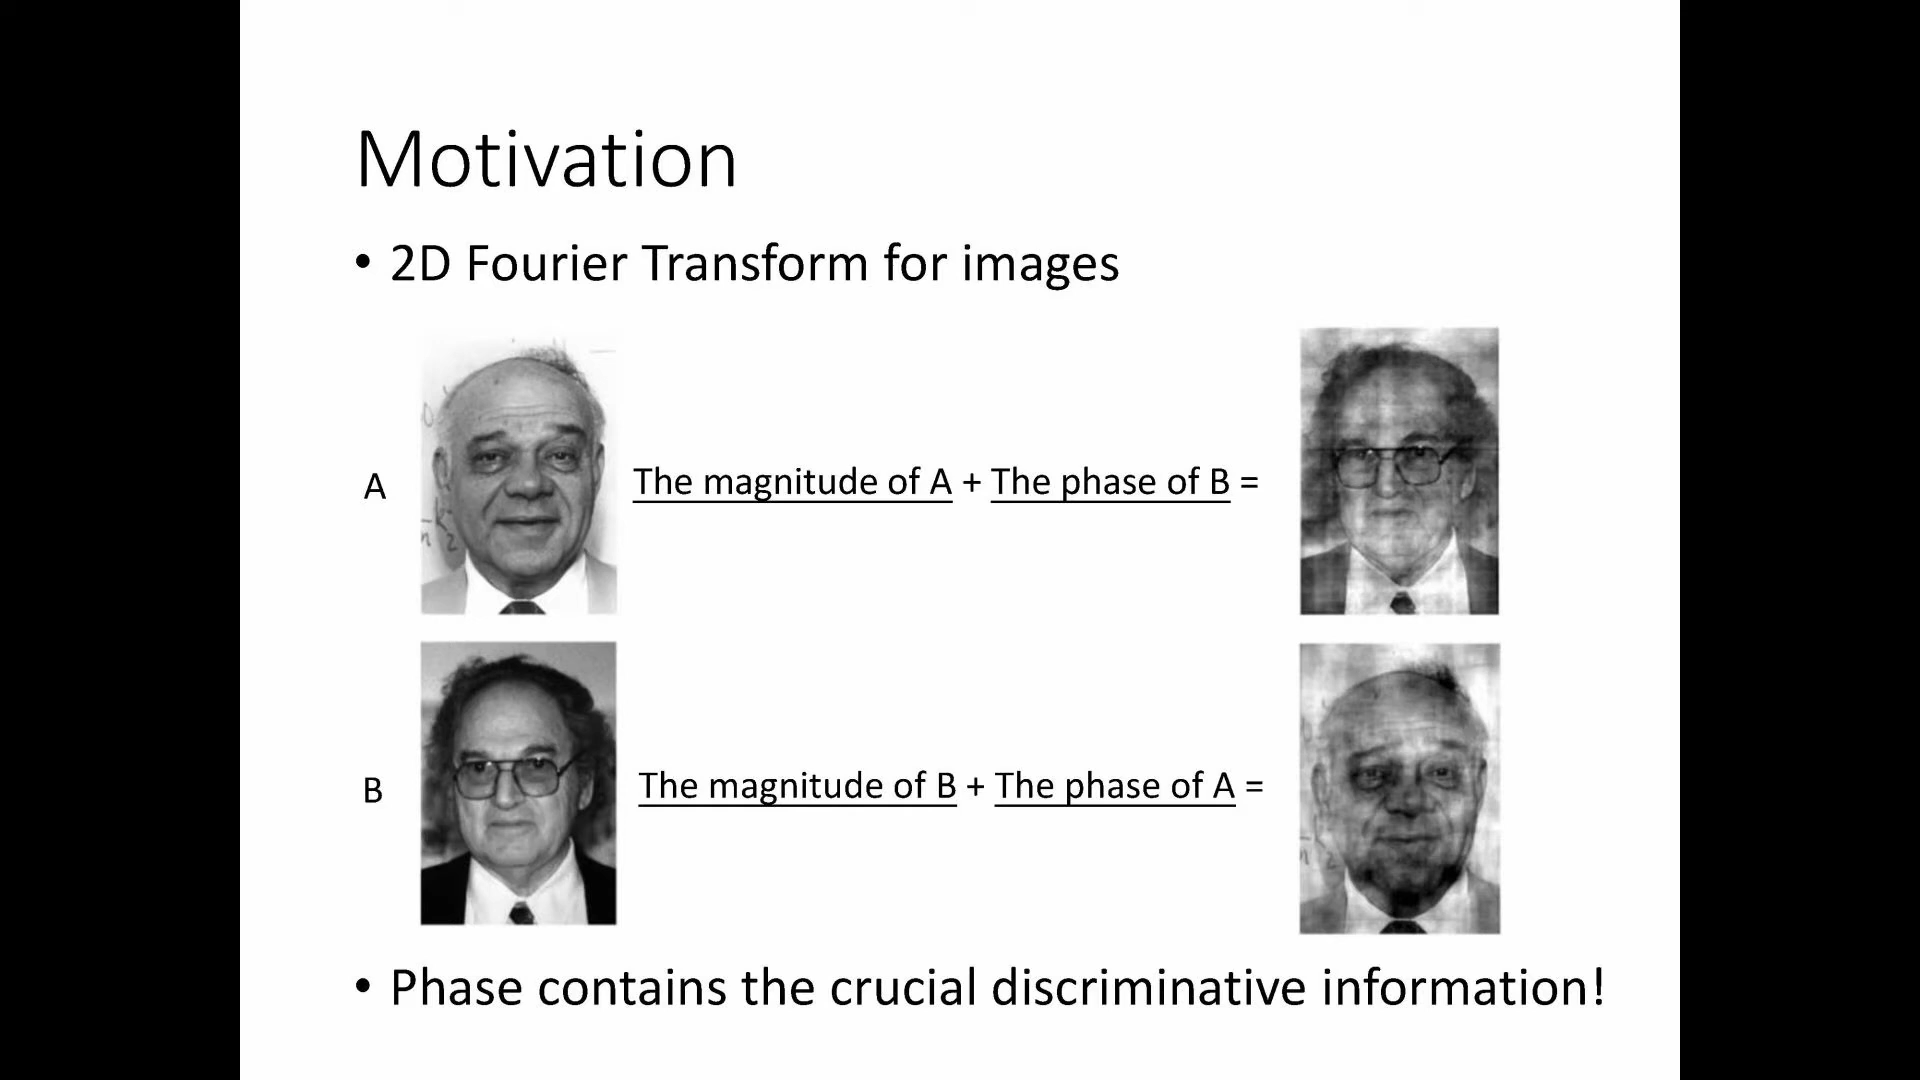 Motivation
• 2D Fourier Transform for images
A
The magnitude of A + The phase of B =
B
The magnitude of B + The phase of A =
• Phase contains the crucial discriminative information!